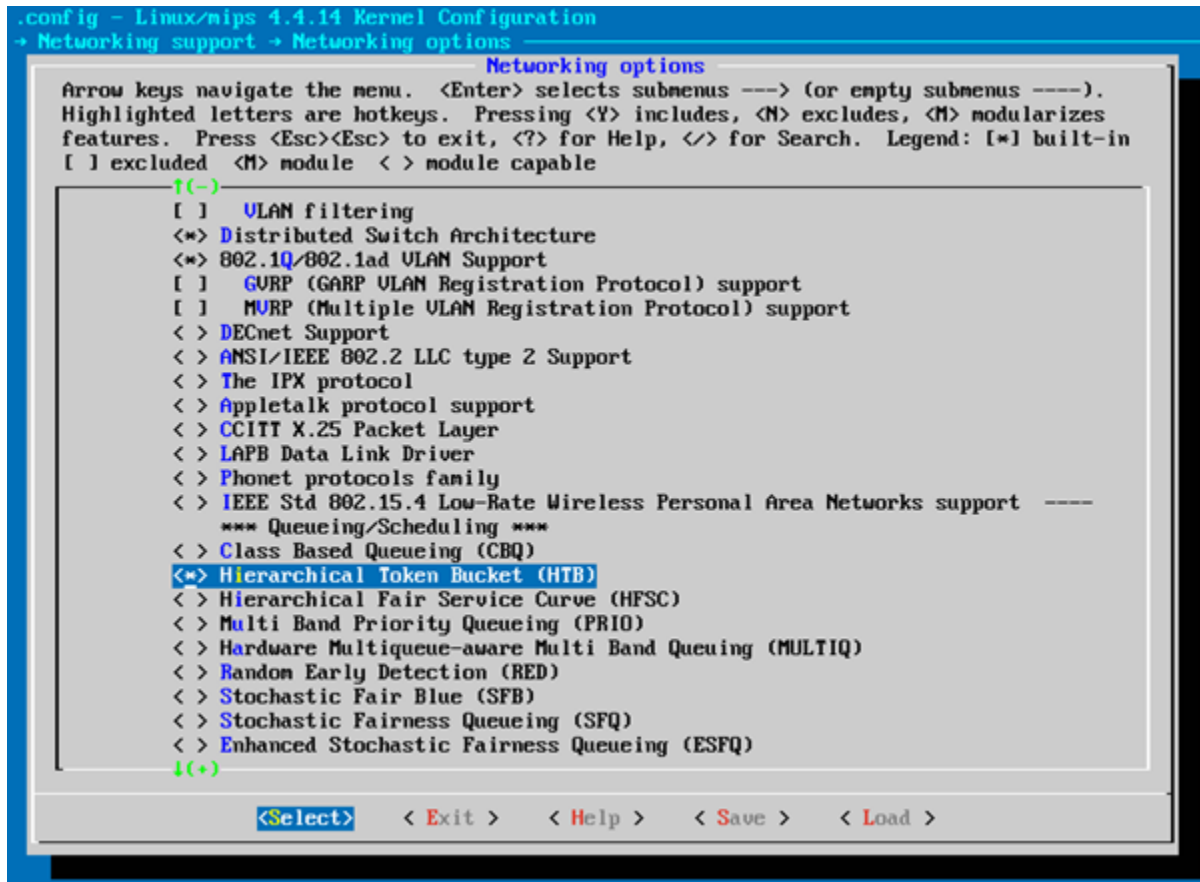 .config - Linux/mips 4.4.14 Kernel Configuration
→ Networking support → Networking options
Networking options
Arrow keys navigate the menu. <Enter> selects submenus ---> (or empty submenus ----).
Highlighted letters are hotkeys. Pressing <Y> includes, <N> excludes, <M> modularizes
features. Press <Esc><Esc> to exit, <?> for Help, </> for Search. Legend: [*] built-in
[ ] excluded <M> module < > module capable
↑(-)
[ ] VLAN filtering
<*> Distributed Switch Architecture
<*> 802.1Q/802.1ad VLAN Support
[ ] GVRP (GARP VLAN Registration Protocol) support
[ ] MVRP (Multiple VLAN Registration Protocol) support
< > DECnet Support
< > ANSI/IEEE 802.2 LLC type 2 Support
< > The IPX protocol
< > Appletalk protocol support
< > CCITT X.25 Packet Layer
< > LAPB Data Link Driver
< > Phonet protocols family
< > IEEE Std 802.15.4 Low-Rate Wireless Personal Area Networks support ----
*** Queueing/Scheduling ***
< > Class Based Queueing (CBQ)
<*> Hierarchical Token Bucket (HTB)
< > Hierarchical Fair Service Curve (HFSC)
< > Multi Band Priority Queueing (PRIO)
< > Hardware Multiqueue-aware Multi Band Queuing (MULTIQ)
< > Random Early Detection (RED)
< > Stochastic Fair Blue (SFB)
< > Stochastic Fairness Queueing (SFQ)
< > Enhanced Stochastic Fairness Queueing (ESFQ)
↓(+)
<Select> < Exit > < Help > < Save > < Load >